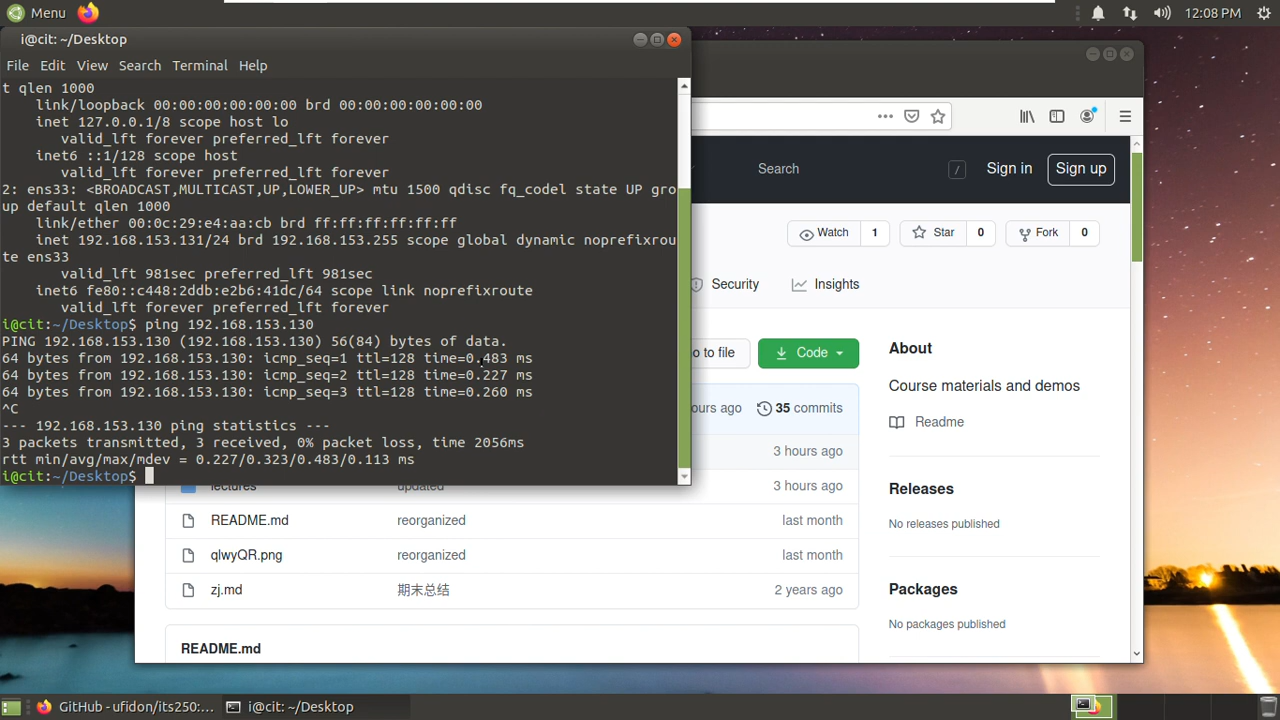 Menu
12:08 PM
i@cit: ~/Desktop
File Edit View Search Terminal Help
t qlen 1000
link/loopback 00:00:00:00:00:00 brd 00:00:00:00:00:00
inet 127.0.0.1/8 scope host lo
valid_lft forever preferred_lft forever
inet6 ::1/128 scope host
valid_lft forever preferred_lft forever
2: ens33: <BROADCAST,MULTICAST,UP,LOWER_UP> mtu 1500 qdisc fq_codel state UP gro
up default qlen 1000
link/ether 00:0c:29:e4:aa:cb brd ff:ff:ff:ff:ff:ff
inet 192.168.153.131/24 brd 192.168.153.255 scope global dynamic noprefixrou
te ens33
valid_lft 981sec preferred_lft 981sec
inet6 fe80::c448:2ddb:e2b6:41dc/64 scope link noprefixroute
valid_lft forever preferred_lft forever
i@cit:~/Desktop$ ping 192.168.153.130
PING 192.168.153.130 (192.168.153.130) 56(84) bytes of data.
64 bytes from 192.168.153.130: icmp_seq=1 ttl=128 time=0.483 ms
64 bytes from 192.168.153.130: icmp_seq=2 ttl=128 time=0.227 ms
64 bytes from 192.168.153.130: icmp_seq=3 ttl=128 time=0.260 ms
^C
--- 192.168.153.130 ping statistics ---
3 packets transmitted, 3 received, 0% packet loss, time 2056ms
rtt min/avg/max/mdev = 0.227/0.323/0.483/0.113 ms
i@cit:~/Desktop$
Search / Sign in Sign up
Watch 1 Star 0 Fork 0
Security Insights
o to file Code
ours ago 35 commits
3 hours ago
lectures updated 3 hours ago
README.md reorganized last month
qlwyQR.png reorganized last month
zj.md 期末总结 2 years ago
README.md
About
Course materials and demos
Readme
Releases
No releases published
Packages
No packages published
GitHub - ufidon/its250:...
i@cit: ~/Desktop